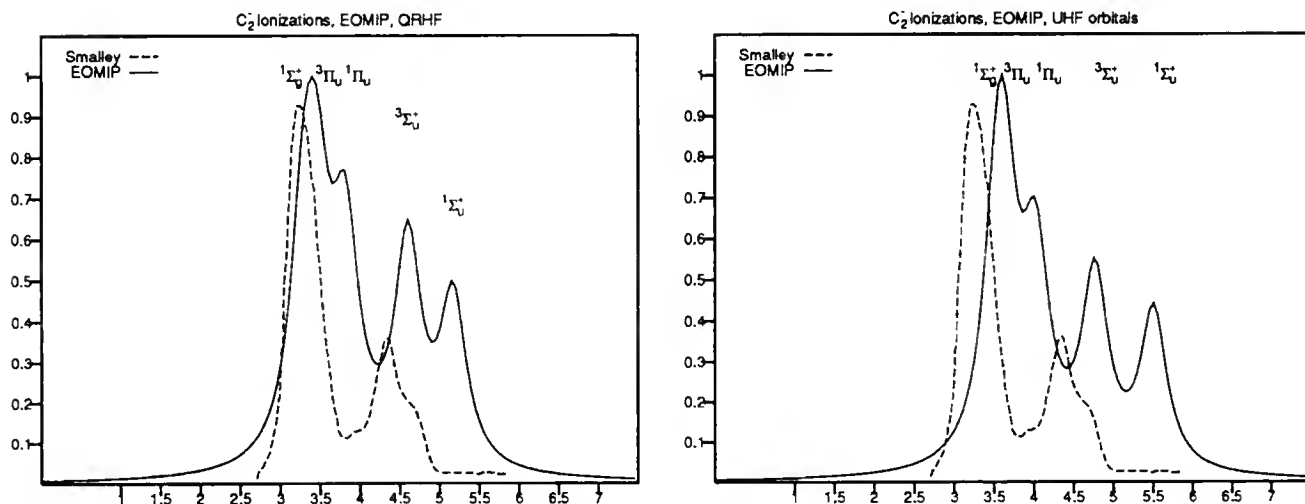 C₂⁻ Ionizations, EOMIP, QRHF
Smalley
EOMIP
¹Σg⁺ ³Πu ¹Πu
³Σu⁺
¹Σu⁺
1
0.9
0.8
0.7
0.6
0.5
0.4
0.3
0.2
0.1
1 1.5 2 2.5 3 3.5 4 4.5 5 5.5 6 6.5 7
C₂⁻ Ionizations, EOMIP, UHF orbitals
Smalley
EOMIP
¹Σg⁺ ³Πu ¹Πu ³Σu⁺ ¹Σu⁺
1
0.9
0.8
0.7
0.6
0.5
0.4
0.3
0.2
0.1
1 1.5 2 2.5 3 3.5 4 4.5 5 5.5 6 6.5 7